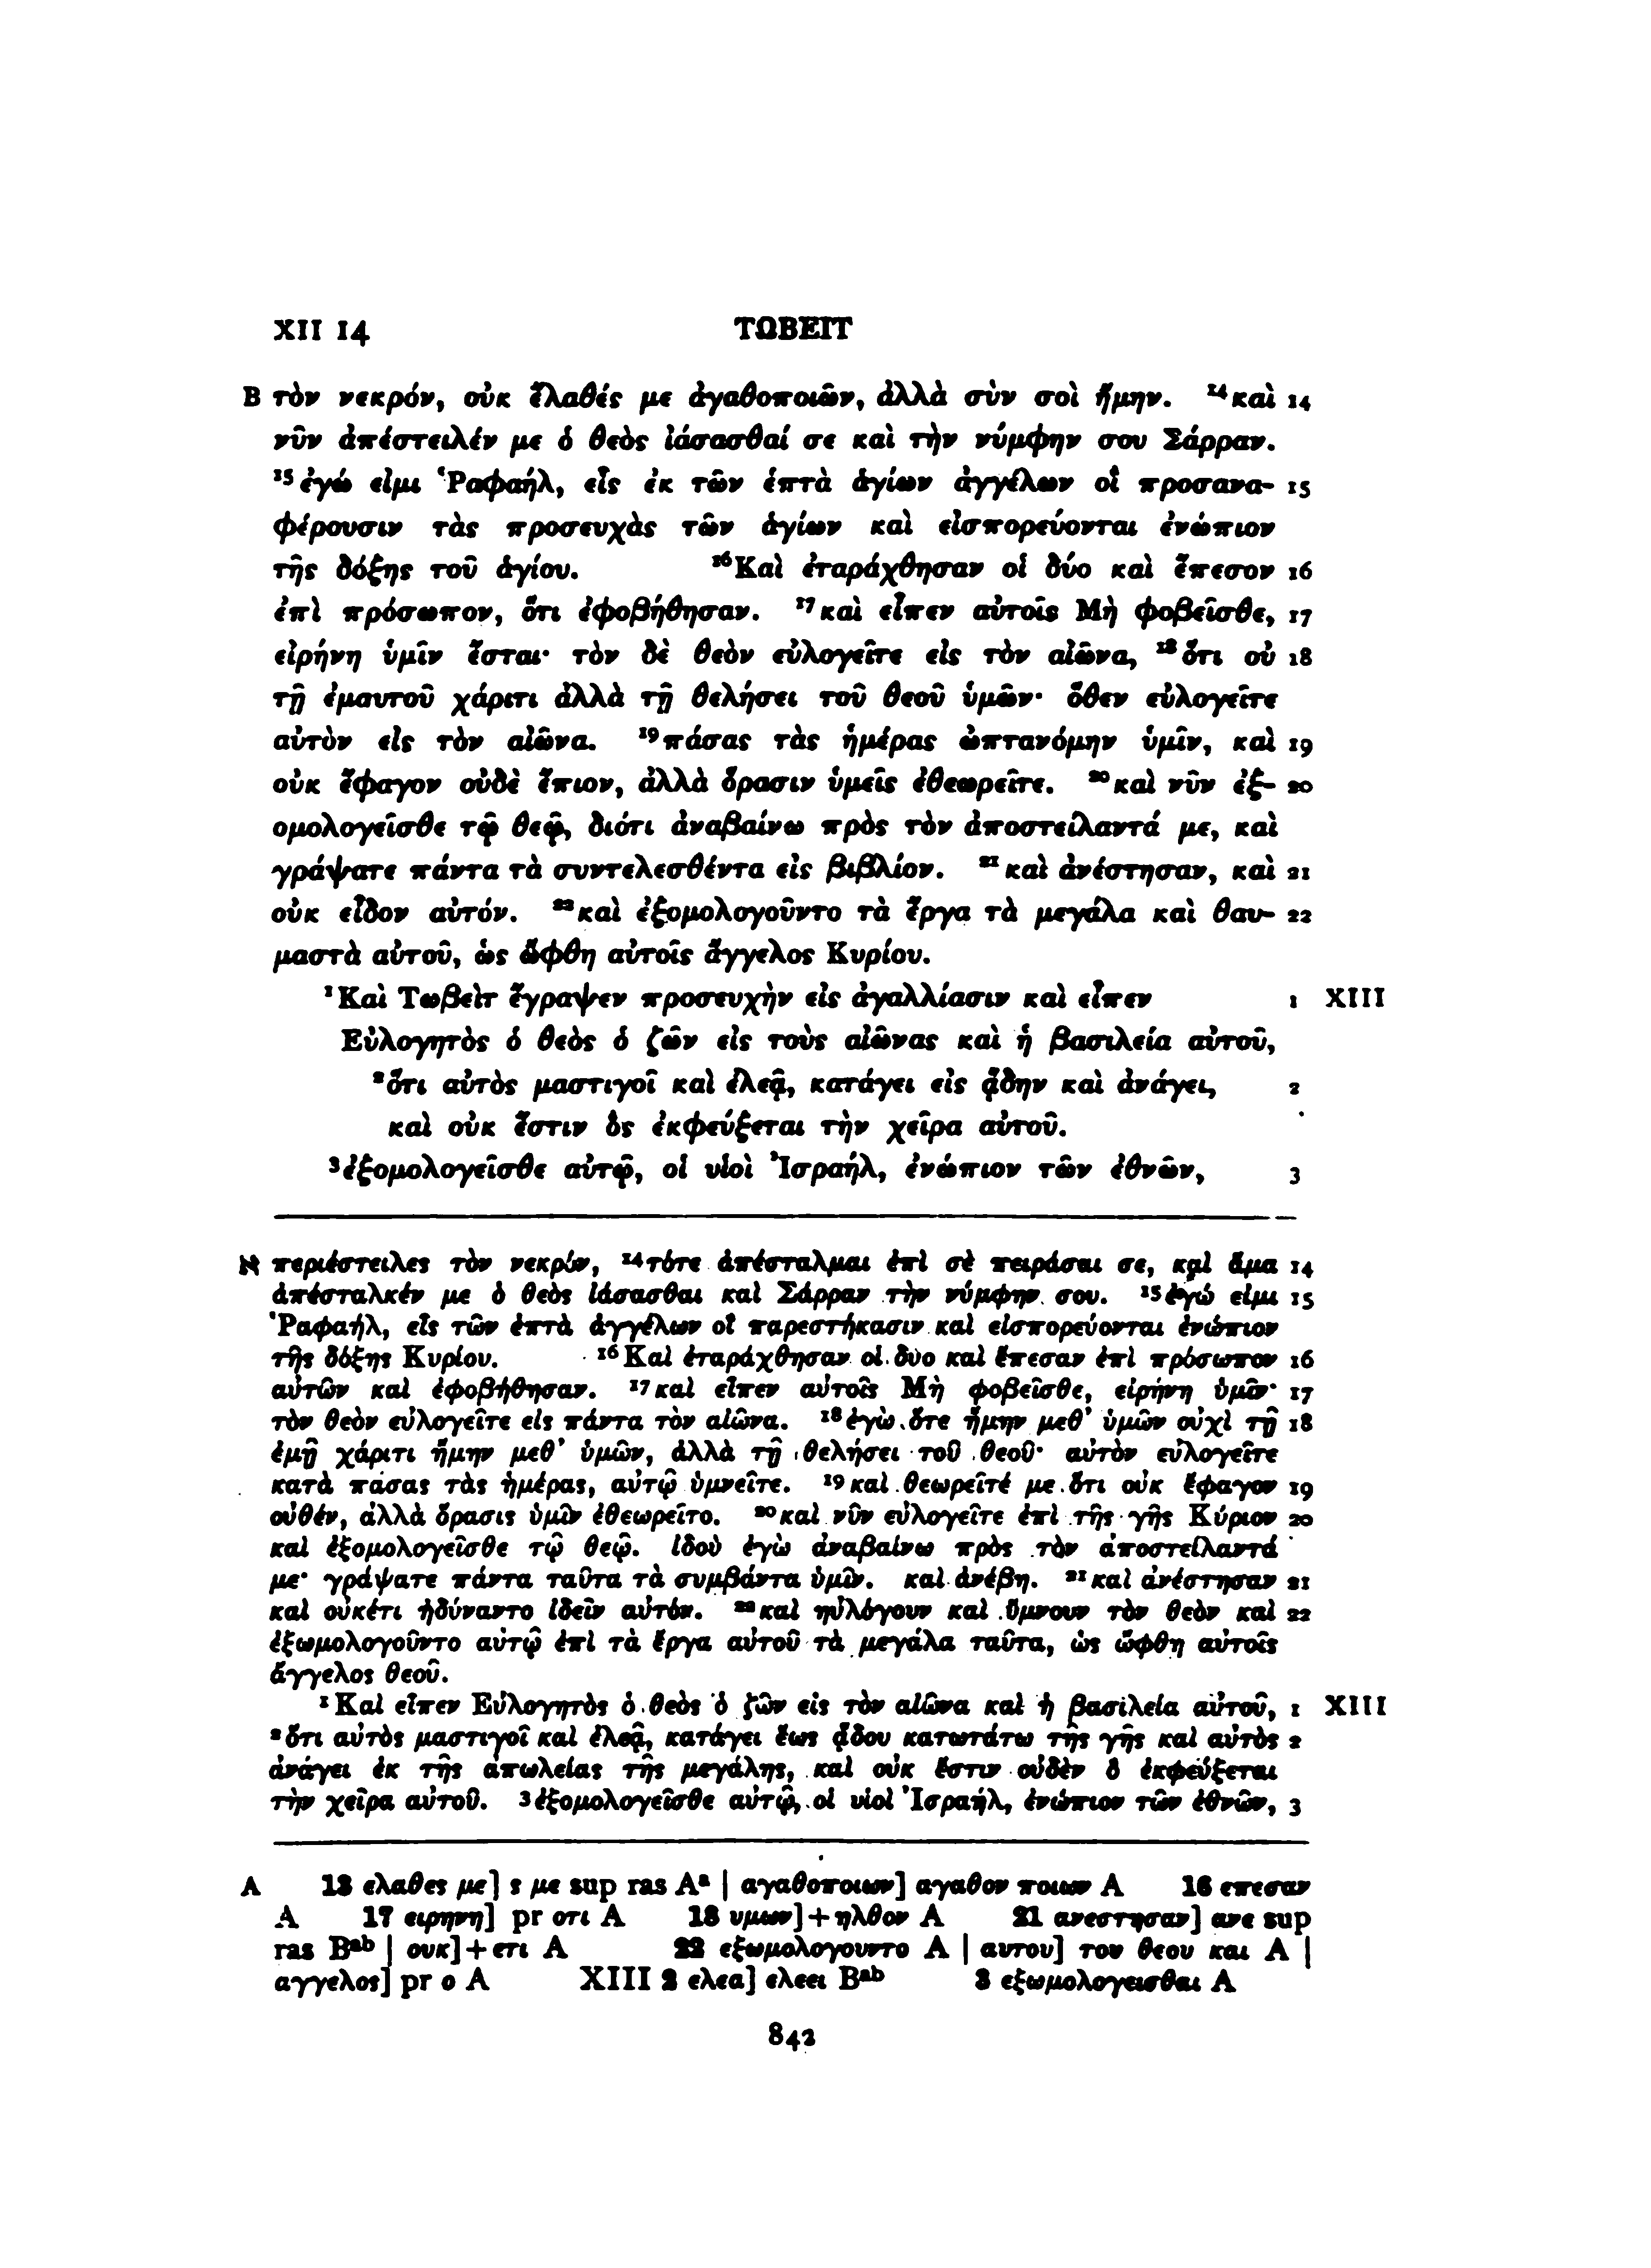 XII 14 ΤΩΒΕΙΤ
B τὸν νεκρόν, οὐκ ἔλαθές με ἀγαθοποιῶν, ἀλλὰ σὺν σοὶ ἤμην. ¹⁴καὶ 14
νῦν ἀπέστειλέν με ὁ θεὸς ἰάσασθαί σε καὶ τὴν νύμφην σου Σάρραν.
¹⁵ἐγώ εἰμι Ῥαφαήλ, εἷς ἐκ τῶν ἑπτὰ ἁγίων ἀγγέλων οἳ προσανα- 15
φέρουσιν τὰς προσευχὰς τῶν ἁγίων καὶ εἰσπορεύονται ἐνώπιον
τῆς δόξης τοῦ ἁγίου. ¹⁶Καὶ ἐταράχθησαν οἱ δύο καὶ ἔπεσον 16
ἐπὶ πρόσωπον, ὅτι ἐφοβήθησαν. ¹⁷καὶ εἶπεν αὐτοῖς Μὴ φοβεῖσθε, 17
εἰρήνη ὑμῖν ἔσται· τὸν δὲ θεὸν εὐλογεῖτε εἰς τὸν αἰῶνα, ¹⁸ὅτι οὐ 18
τῇ ἐμαυτοῦ χάριτι ἀλλὰ τῇ θελήσει τοῦ θεοῦ ὑμῶν· ὅθεν εὐλογεῖτε
αὐτὸν εἰς τὸν αἰῶνα. ¹⁹πάσας τὰς ἡμέρας ὠπτανόμην ὑμῖν, καὶ 19
οὐκ ἔφαγον οὐδὲ ἔπιον, ἀλλὰ ὅρασιν ὑμεῖς ἐθεωρεῖτε. ²⁰καὶ νῦν ἐξ- 20
ομολογεῖσθε τῷ θεῷ, διότι ἀναβαίνω πρὸς τὸν ἀποστείλαντά με, καὶ
γράψατε πάντα τὰ συντελεσθέντα εἰς βιβλίον. ²¹καὶ ἀνέστησαν, καὶ 21
οὐκ εἶδον αὐτόν. ²²καὶ ἐξομολογοῦντο τὰ ἔργα τὰ μεγάλα καὶ θαυ- 22
μαστὰ αὐτοῦ, ὡς ὤφθη αὐτοῖς ἄγγελος Κυρίου.
¹Καὶ Τωβεὶτ ἔγραψεν προσευχὴν εἰς ἀγαλλίασιν καὶ εἶπεν 1 XIII
Εὐλογητὸς ὁ θεὸς ὁ ζῶν εἰς τοὺς αἰῶνας καὶ ἡ βασιλεία αὐτοῦ,
²ὅτι αὐτὸς μαστιγοῖ καὶ ἐλεᾷ, κατάγει εἰς ᾅδην καὶ ἀνάγει, 2
καὶ οὐκ ἔστιν ὃς ἐκφεύξεται τὴν χεῖρα αὐτοῦ.
³ἐξομολογεῖσθε αὐτῷ, οἱ υἱοὶ Ἰσραήλ, ἐνώπιον τῶν ἐθνῶν, 3
א περιέστειλες τὸν νεκρόν, ¹⁴τότε ἀπέσταλμαι ἐπὶ σὲ πειράσαι σε, καὶ ἅμα 14
ἀπέσταλκέν με ὁ θεὸς ἰάσασθαι καὶ Σάρραν τὴν νύμφην σου. ¹⁵ἐγώ εἰμι 15
Ῥαφαήλ, εἷς τῶν ἑπτὰ ἀγγέλων οἳ παρεστήκασιν καὶ εἰσπορεύονται ἐνώπιον
τῆς δόξης Κυρίου. ¹⁶Καὶ ἐταράχθησαν οἱ δύο καὶ ἔπεσαν ἐπὶ πρόσωπον 16
αὐτῶν καὶ ἐφοβήθησαν. ¹⁷καὶ εἶπεν αὐτοῖς Μὴ φοβεῖσθε, εἰρήνη ὑμῖν· 17
τὸν θεὸν εὐλογεῖτε εἰς πάντα τὸν αἰῶνα. ¹⁸ἐγὼ ὅτε ἤμην μεθ’ ὑμῶν οὐχὶ τῇ 18
ἐμῇ χάριτι ἤμην μεθ’ ὑμῶν, ἀλλὰ τῇ θελήσει τοῦ θεοῦ· αὐτὸν εὐλογεῖτε
κατὰ πάσας τὰς ἡμέρας, αὐτῷ ὑμνεῖτε. ¹⁹καὶ θεωρεῖτέ με ὅτι οὐκ ἔφαγον 19
οὐθέν, ἀλλὰ ὅρασις ὑμῖν ἐθεωρεῖτο. ²⁰καὶ νῦν εὐλογεῖτε ἐπὶ τῆς γῆς Κύριον 20
καὶ ἐξομολογεῖσθε τῷ θεῷ. ἰδοὺ ἐγὼ ἀναβαίνω πρὸς τὸν ἀποστείλαντά
με· γράψατε πάντα ταῦτα τὰ συμβάντα ὑμῖν. καὶ ἀνέβη. ²¹καὶ ἀνέστησαν 21
καὶ οὐκέτι ἠδύναντο ἰδεῖν αὐτόν. ²²καὶ ηὐλόγουν καὶ ὕμνουν τὸν θεὸν καὶ 22
ἐξωμολογοῦντο αὐτῷ ἐπὶ τὰ ἔργα αὐτοῦ τὰ μεγάλα ταῦτα, ὡς ὤφθη αὐτοῖς
ἄγγελος θεοῦ.
¹Καὶ εἶπεν Εὐλογητὸς ὁ θεὸς ὁ ζῶν εἰς τὸν αἰῶνα καὶ ἡ βασιλεία αὐτοῦ, 1 XIII
²ὅτι αὐτὸς μαστιγοῖ καὶ ἐλεᾷ, κατάγει ἕως ᾅδου κατωτάτω τῆς γῆς καὶ αὐτὸς 2
ἀνάγει ἐκ τῆς ἀπωλείας τῆς μεγάλης, καὶ οὐκ ἔστιν οὐδὲν ὃ ἐκφεύξεται
τὴν χεῖρα αὐτοῦ. ³ἐξομολογεῖσθε αὐτῷ, οἱ υἱοὶ Ἰσραήλ, ἐνώπιον τῶν ἐθνῶν, 3
A 13 ελαθες με] ς με sup ras Aᵃ | αγαθοποιων] αγαθον ποιων A 16 επεσαν
A 17 ειρηνη] pr οτι A 18 υμων]+ηλθον A 21 ανεστησαν] ανε sup
ras Bᵃᵇ | ουκ]+ετι A 22 εξωμολογουντο A | αυτου] του θεου και A |
αγγελος] pr ο A XIII 2 ελεα] ελεει Bᵃᵇ 3 εξωμολογεισθαι A
842